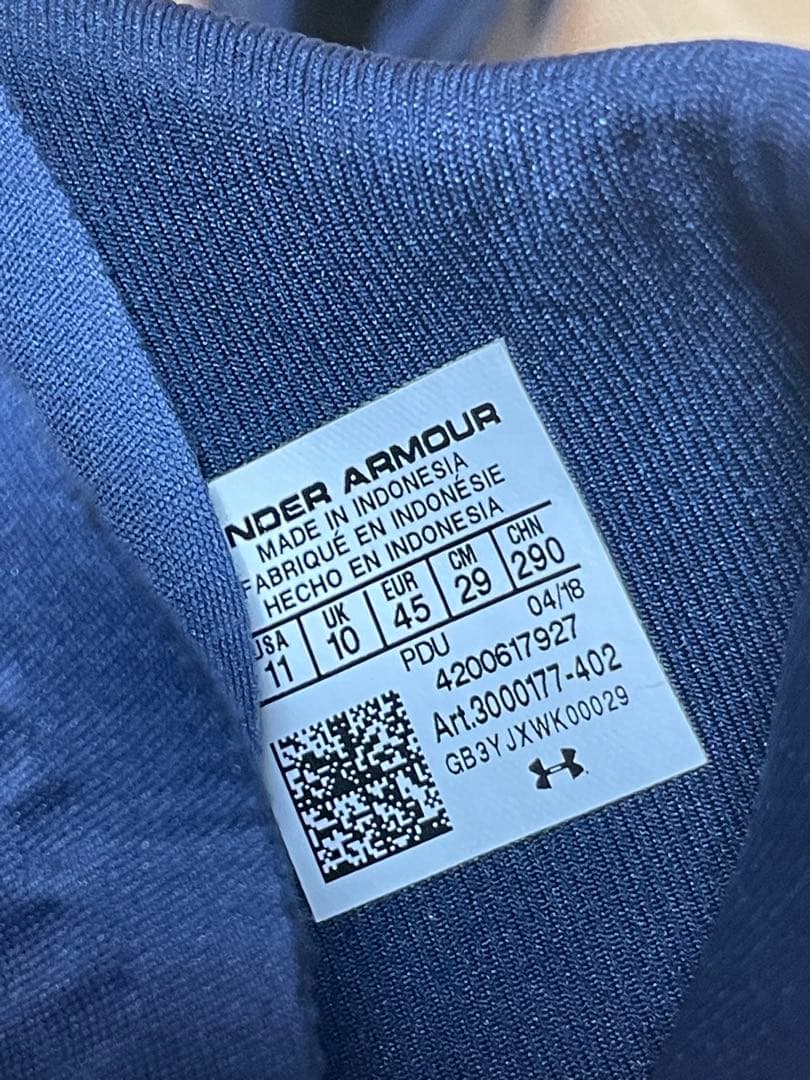 NDER ARMOUR
MADE IN INDONESIA
FABRIQUÉ EN INDONÉSIE
HECHO EN INDONESIA
USA UK EUR CM CHN
11 10 45 29 290
PDU 04/18
4200617927
Art.3000177-402
GB3YJXWK00029